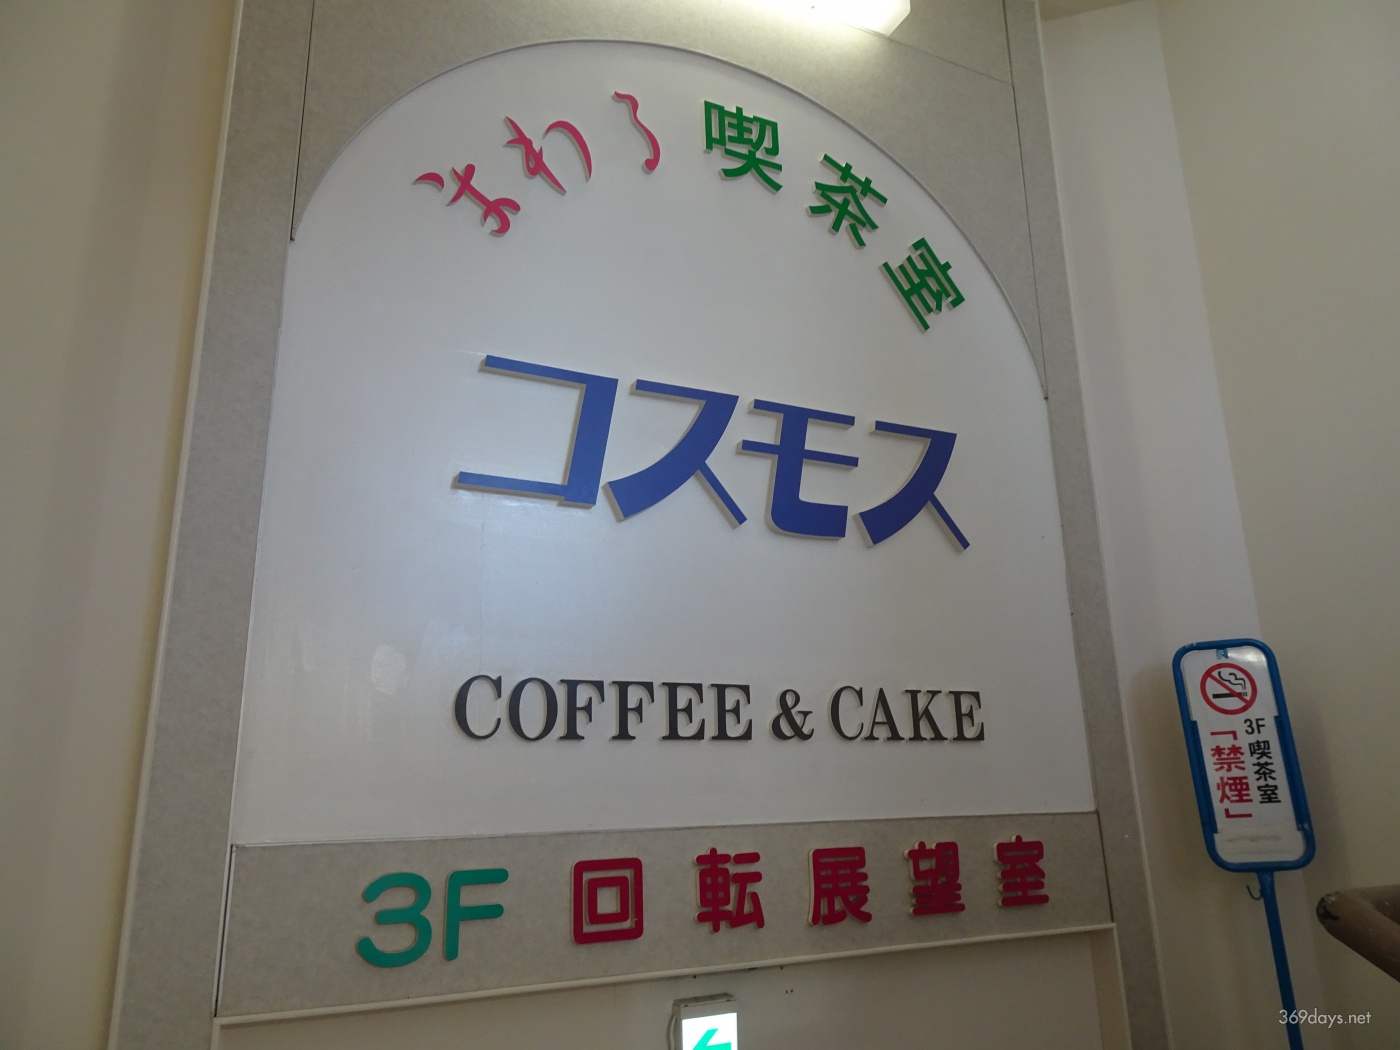 まわる喫茶室
コスモス
COFFEE & CAKE
3F 回転展望室
3F 喫茶室
「禁煙」
369days.net